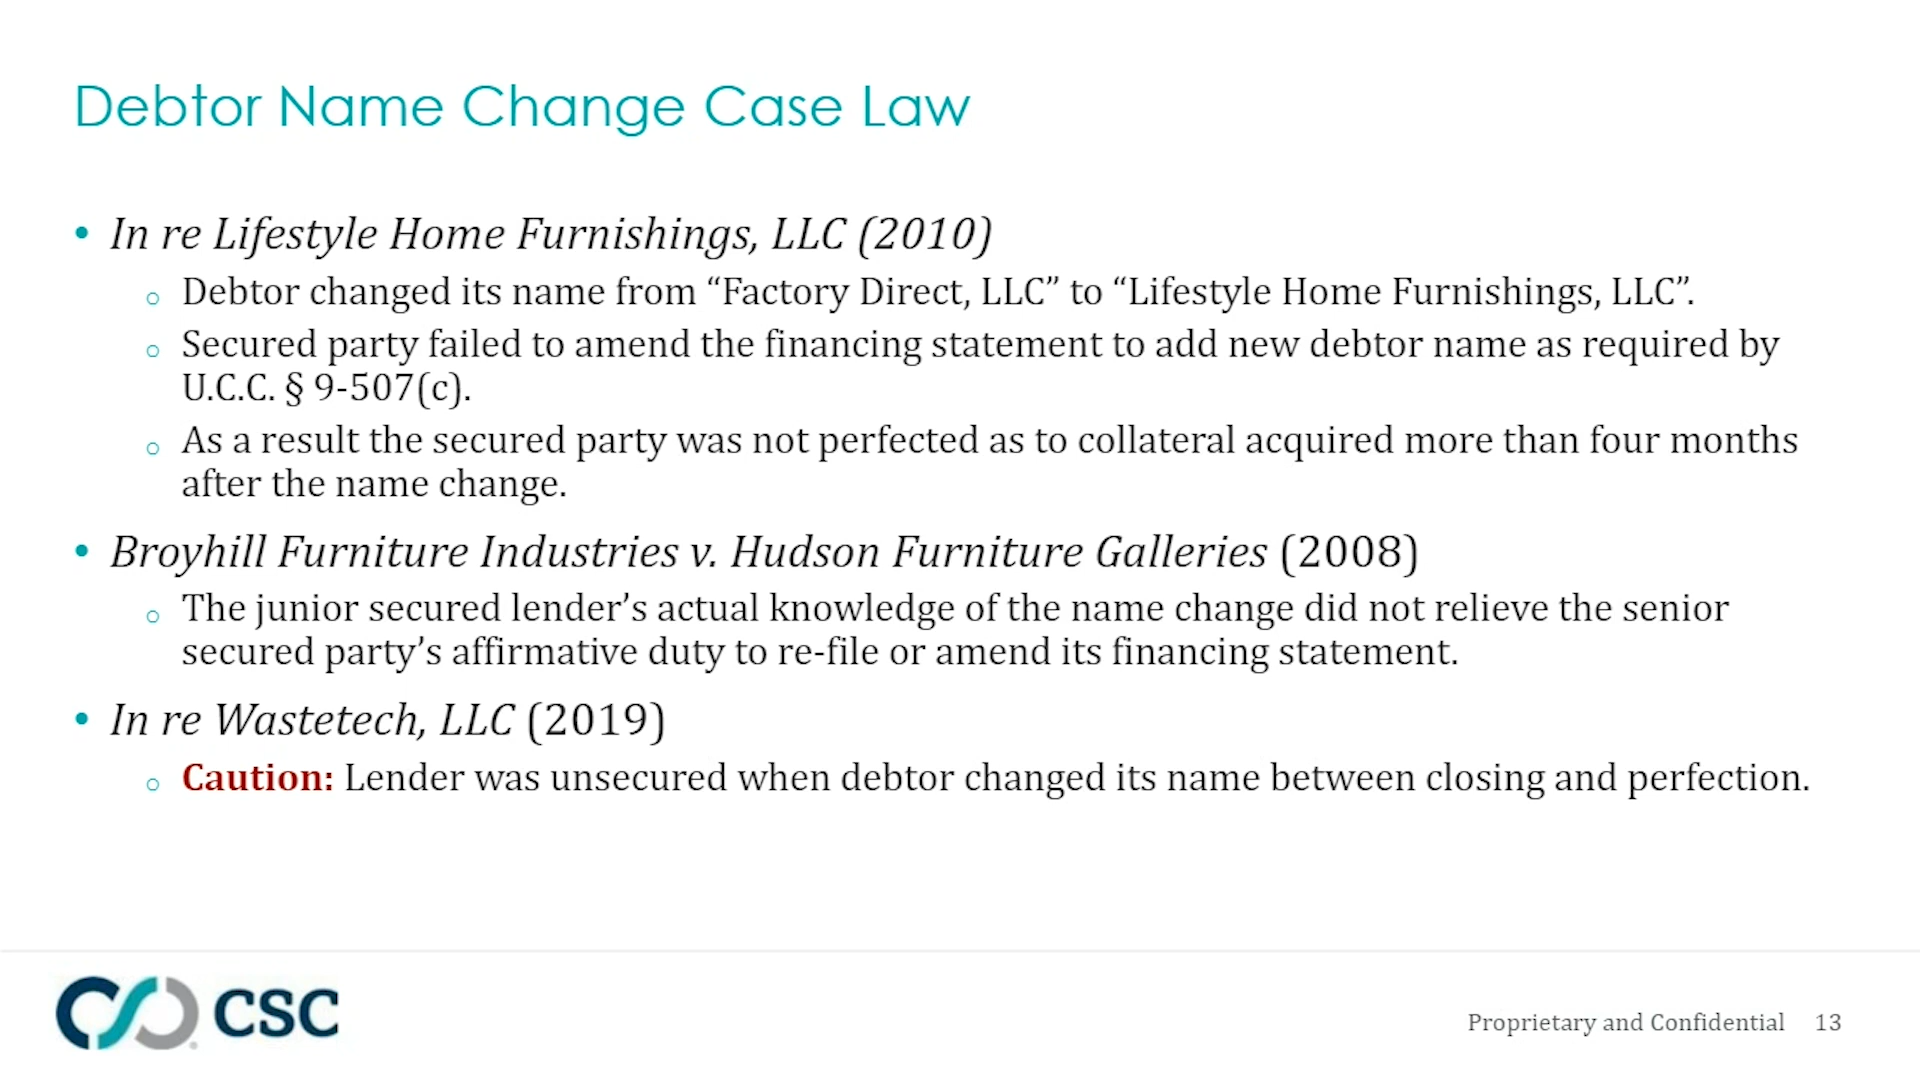 Debtor Name Change Case Law
• In re Lifestyle Home Furnishings, LLC (2010)
○ Debtor changed its name from “Factory Direct, LLC” to “Lifestyle Home Furnishings, LLC”.
○ Secured party failed to amend the financing statement to add new debtor name as required by
U.C.C. § 9-507(c).
○ As a result the secured party was not perfected as to collateral acquired more than four months
after the name change.
• Broyhill Furniture Industries v. Hudson Furniture Galleries (2008)
○ The junior secured lender’s actual knowledge of the name change did not relieve the senior
secured party’s affirmative duty to re-file or amend its financing statement.
• In re Wastetech, LLC (2019)
○ Caution: Lender was unsecured when debtor changed its name between closing and perfection.
CSC
Proprietary and Confidential 13